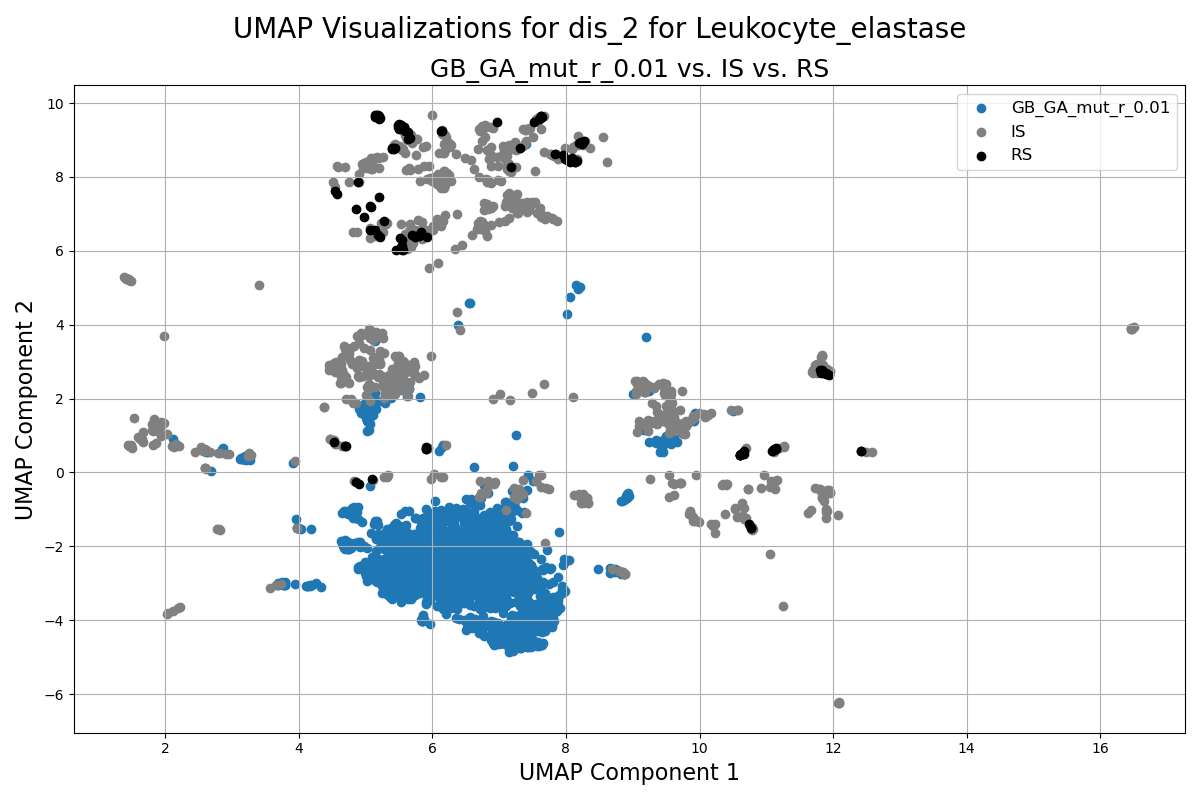 UMAP Visualizations for dis_2 for Leukocyte_elastase
GB_GA_mut_r_0.01 vs. IS vs. RS
GB_GA_mut_r_0.01
IS
RS
10
8
6
4
2
0
−2
−4
−6
UMAP Component 2
2 4 6 8 10 12 14 16
UMAP Component 1